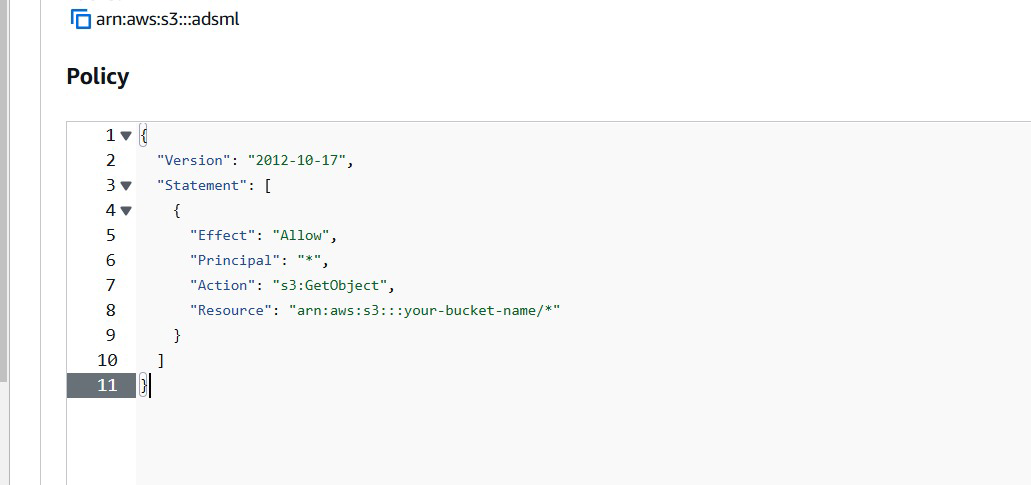 arn:aws:s3:::adsml
Policy
1 {
2 "Version": "2012-10-17",
3 "Statement": [
4 {
5 "Effect": "Allow",
6 "Principal": "*",
7 "Action": "s3:GetObject",
8 "Resource": "arn:aws:s3:::your-bucket-name/*"
9 }
10 ]
11 }